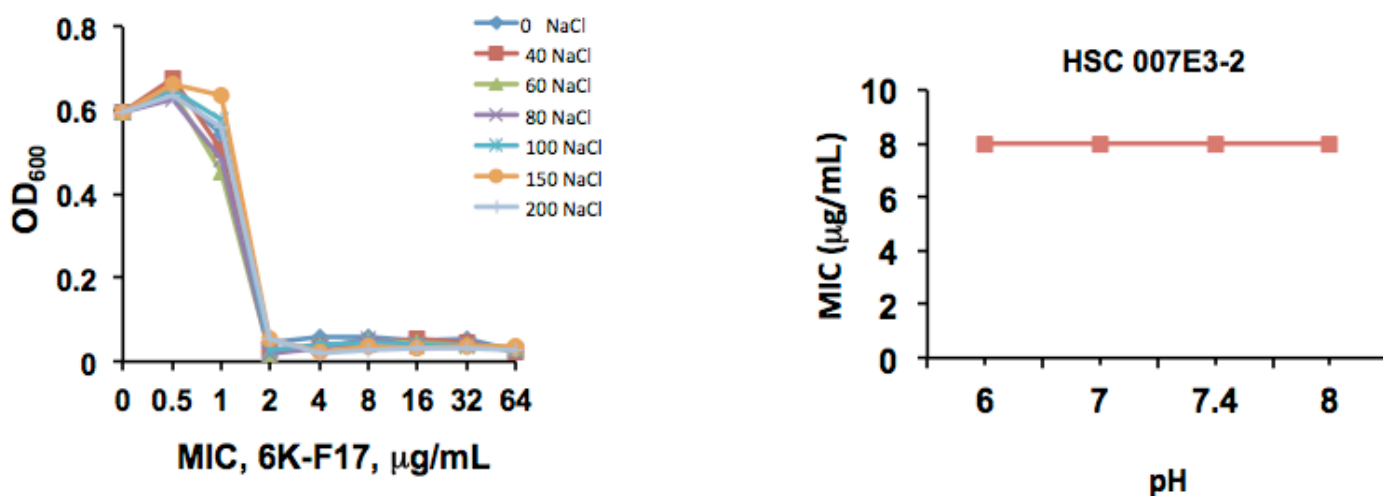 0.8
0.6
0.4
0.2
0
OD600
0 0.5 1 2 4 8 16 32 64
MIC, 6K-F17, µg/mL
0 NaCl
40 NaCl
60 NaCl
80 NaCl
100 NaCl
150 NaCl
200 NaCl
HSC 007E3-2
10
8
6
4
2
0
MIC (µg/mL)
6 7 7.4 8
pH